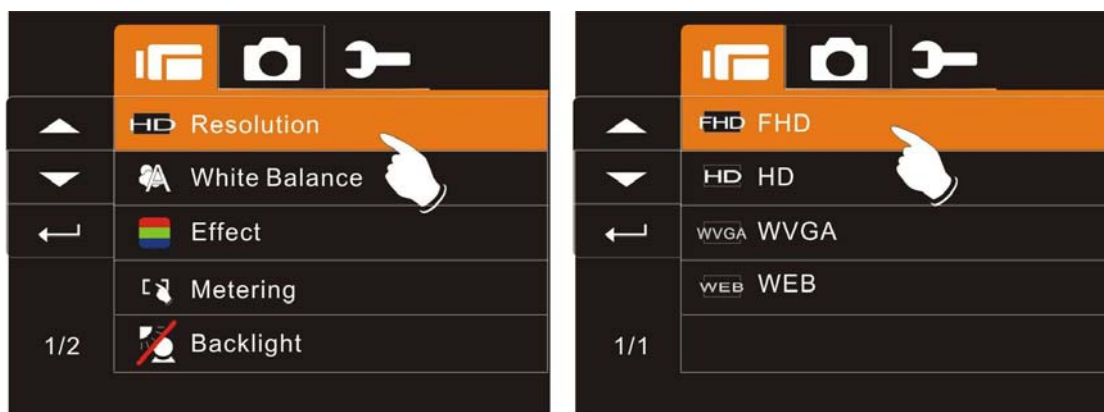 HD Resolution
A White Balance
Effect
Metering
1/2 Backlight
FHD FHD
HD HD
WVGA WVGA
WEB WEB
1/1